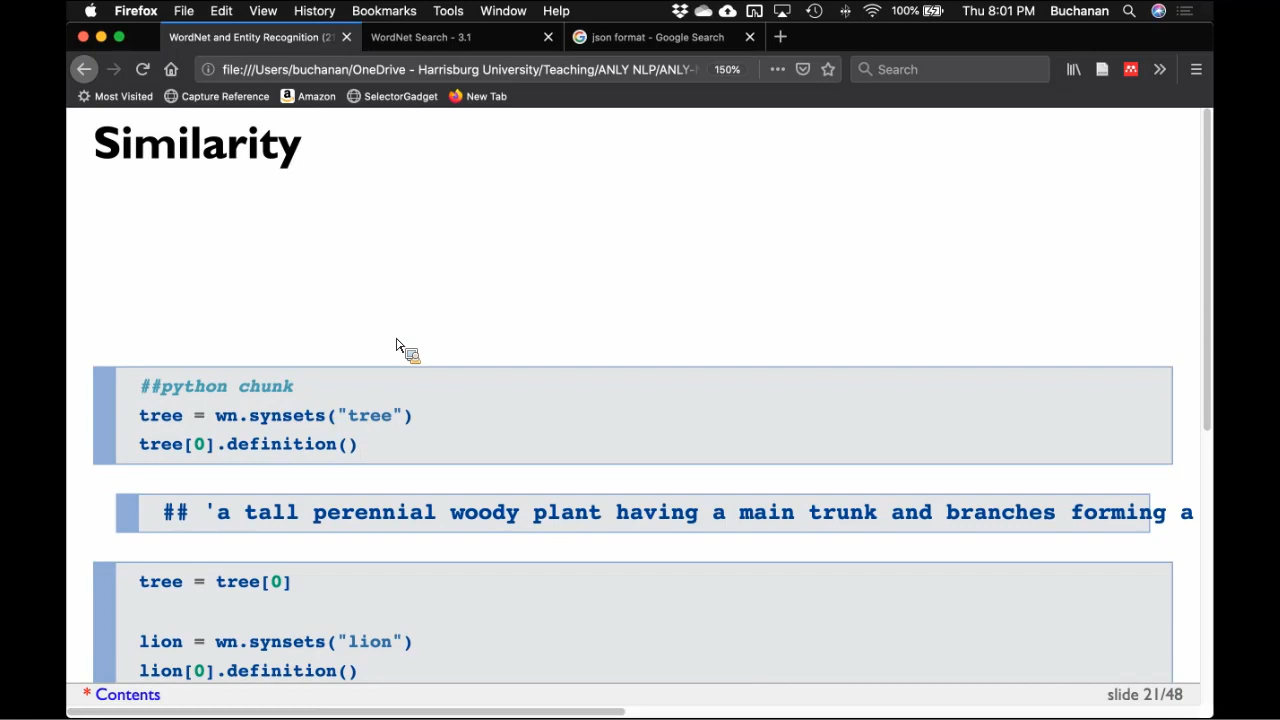 Firefox File Edit View History Bookmarks Tools Window Help 100% Thu 8:01 PM Buchanan
WordNet and Entity Recognition (21 WordNet Search - 3.1 json format - Google Search
file:///Users/buchanan/OneDrive - Harrisburg University/Teaching/ANLY NLP/ANLY- 150% Search
Most Visited Capture Reference Amazon SelectorGadget New Tab
Similarity
##python chunk
tree = wn.synsets("tree")
tree[0].definition()
## 'a tall perennial woody plant having a main trunk and branches forming a
tree = tree[0]
lion = wn.synsets("lion")
lion[0].definition()
* Contents slide 21/48